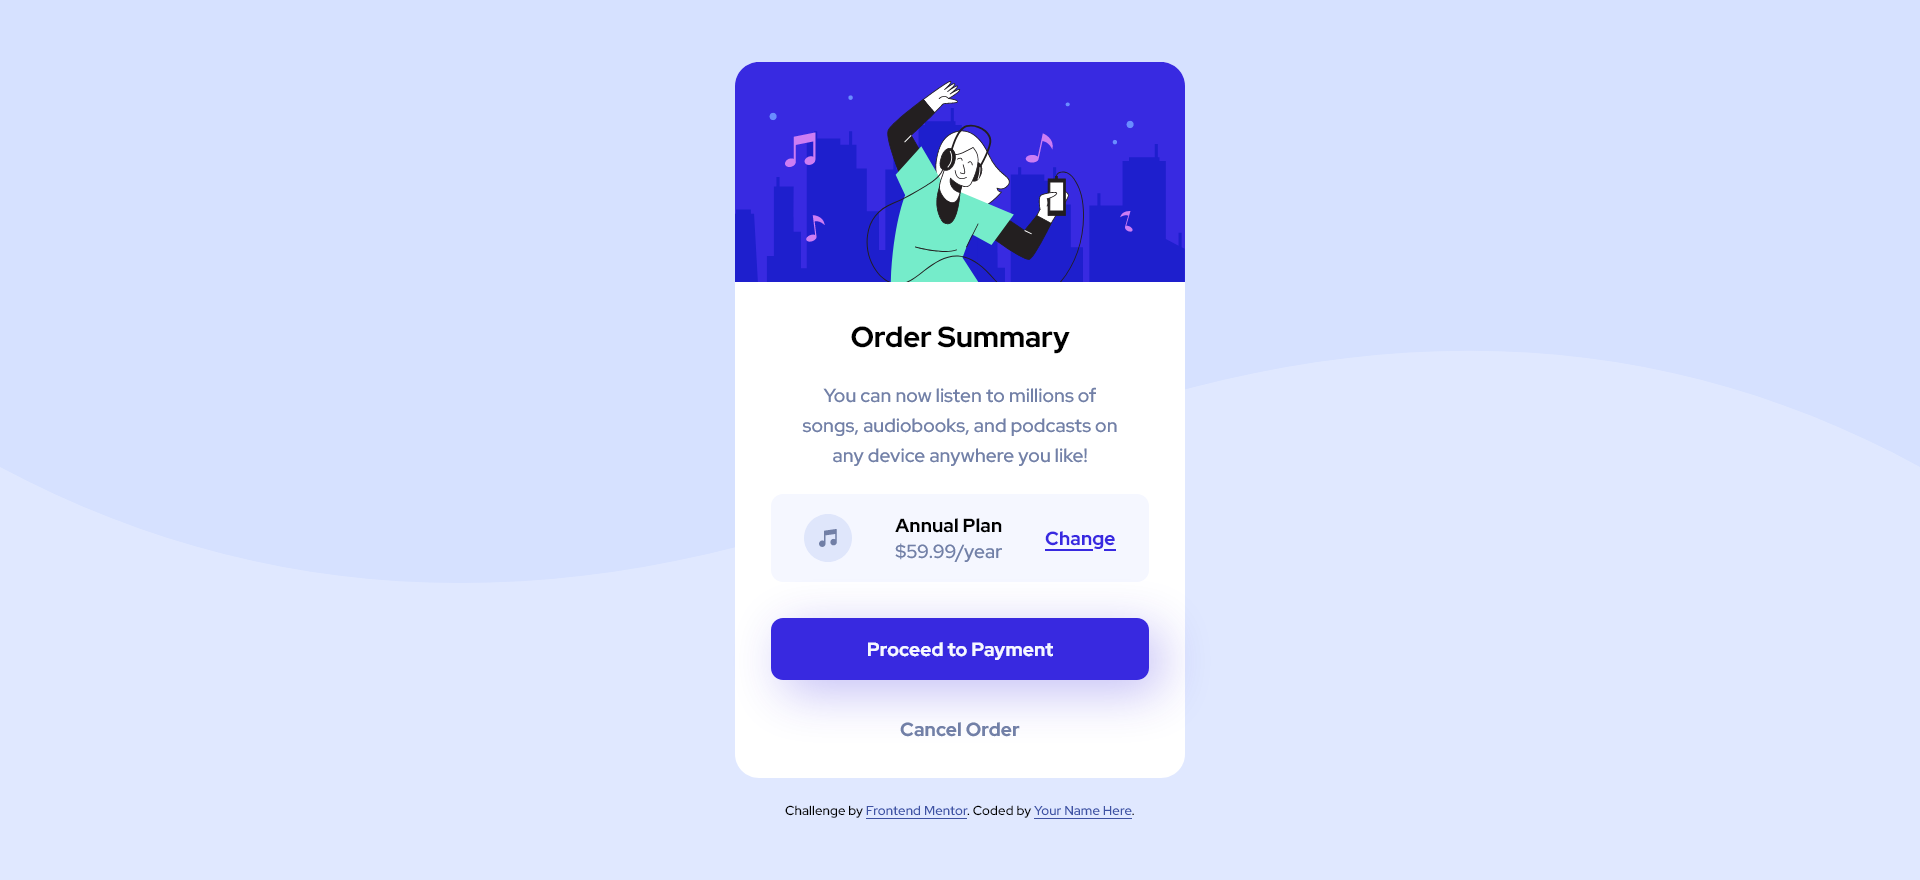 Order Summary
You can now listen to millions of
songs, audiobooks, and podcasts on
any device anywhere you like!
Annual Plan
$59.99/year
Change
Proceed to Payment
Cancel Order
Challenge by Frontend Mentor. Coded by Your Name Here.